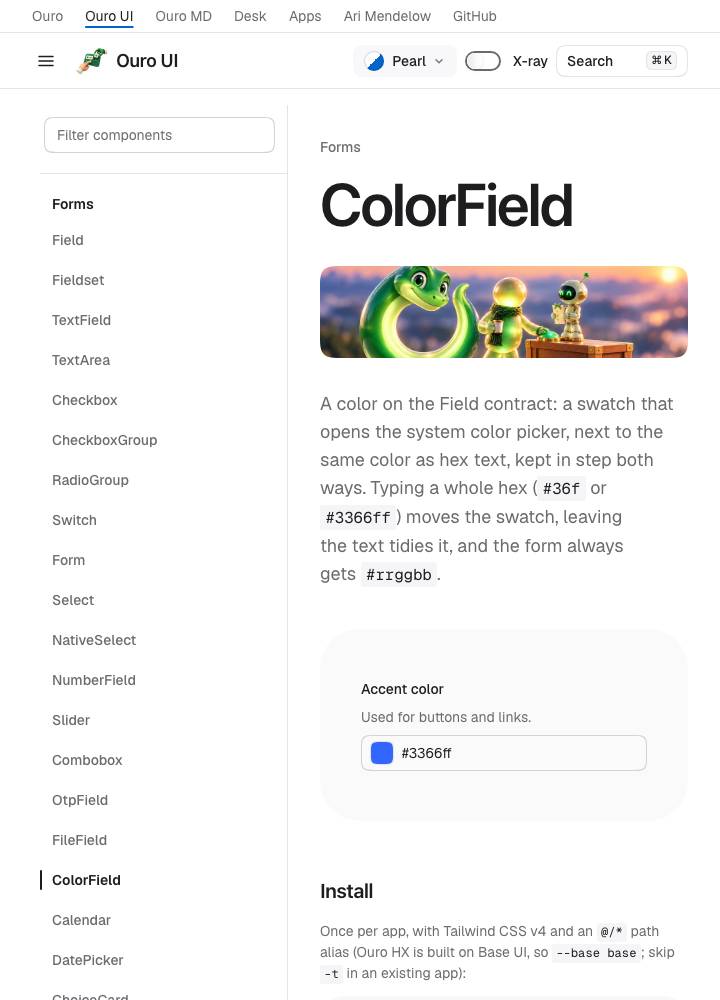 Ouro Ouro UI Ouro MD Desk Apps Ari Mendelow GitHub
Ouro UI Pearl X-ray Search ⌘ K
Filter components
Forms
Field
Fieldset
TextField
TextArea
Checkbox
CheckboxGroup
RadioGroup
Switch
Form
Select
NativeSelect
NumberField
Slider
Combobox
OtpField
FileField
ColorField
Calendar
DatePicker
ChoiceCard
Forms
ColorField
A color on the Field contract: a swatch that
opens the system color picker, next to the
same color as hex text, kept in step both
ways. Typing a whole hex ( #36f or
#3366ff ) moves the swatch, leaving
the text tidies it, and the form always
gets #rrggbb .
Accent color
Used for buttons and links.
#3366ff
Install
Once per app, with Tailwind CSS v4 and an @/* path
alias (Ouro HX is built on Base UI, so --base base ; skip
-t in an existing app):